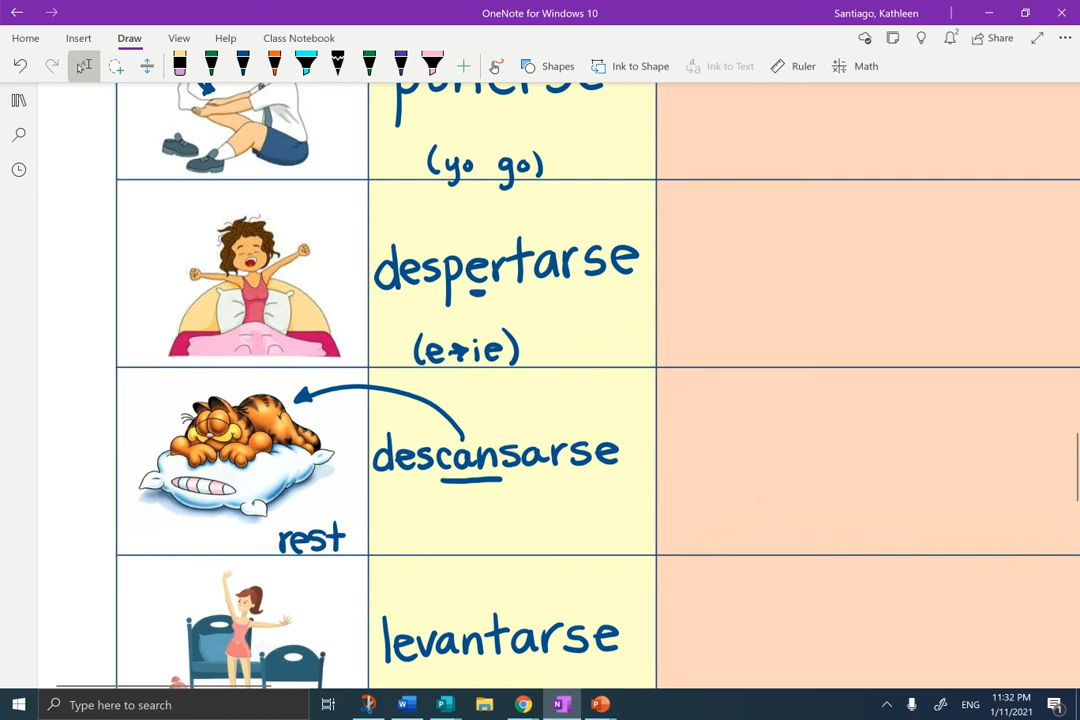 OneNote for Windows 10
Santiago, Kathleen
Home Insert Draw View Help Class Notebook
Share
Shapes
Ink to Shape
Ink to Text
Ruler
Math
ponerse
(yo go)
despertarse
(e→ie)
descansarse
rest
levantarse
Type here to search
ENG
11:32 PM
1/11/2021